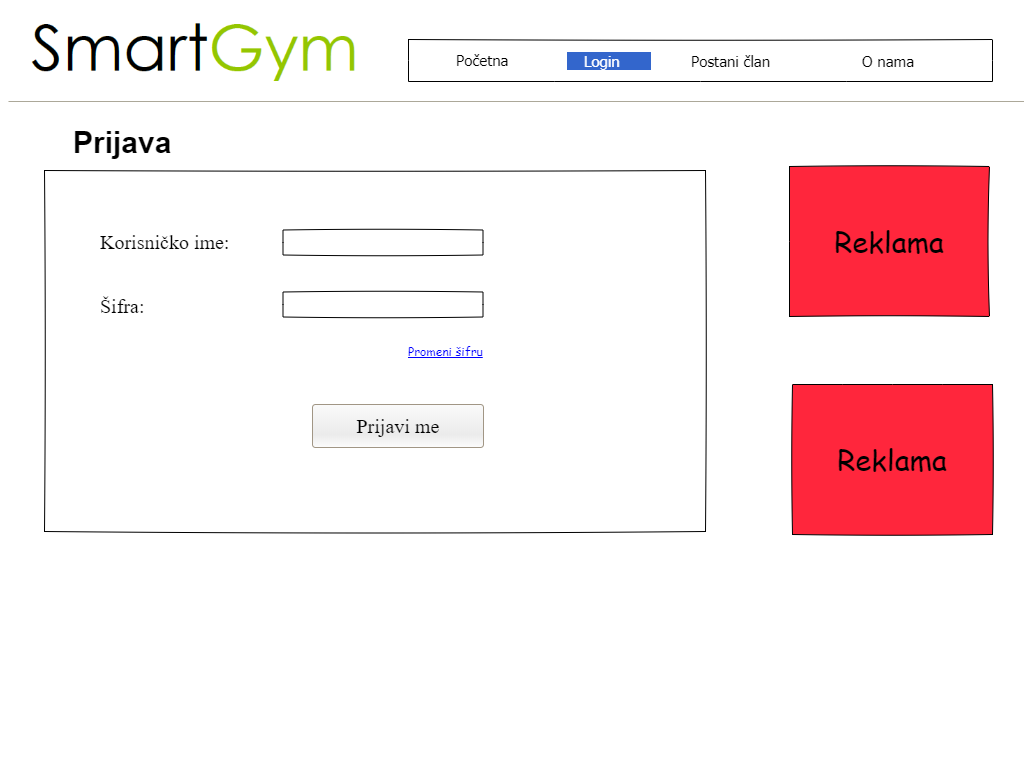 SmartGym
Početna Login Postani član O nama
Prijava
Korisničko ime:
Šifra:
Promeni šifru
Prijavi me
Reklama
Reklama